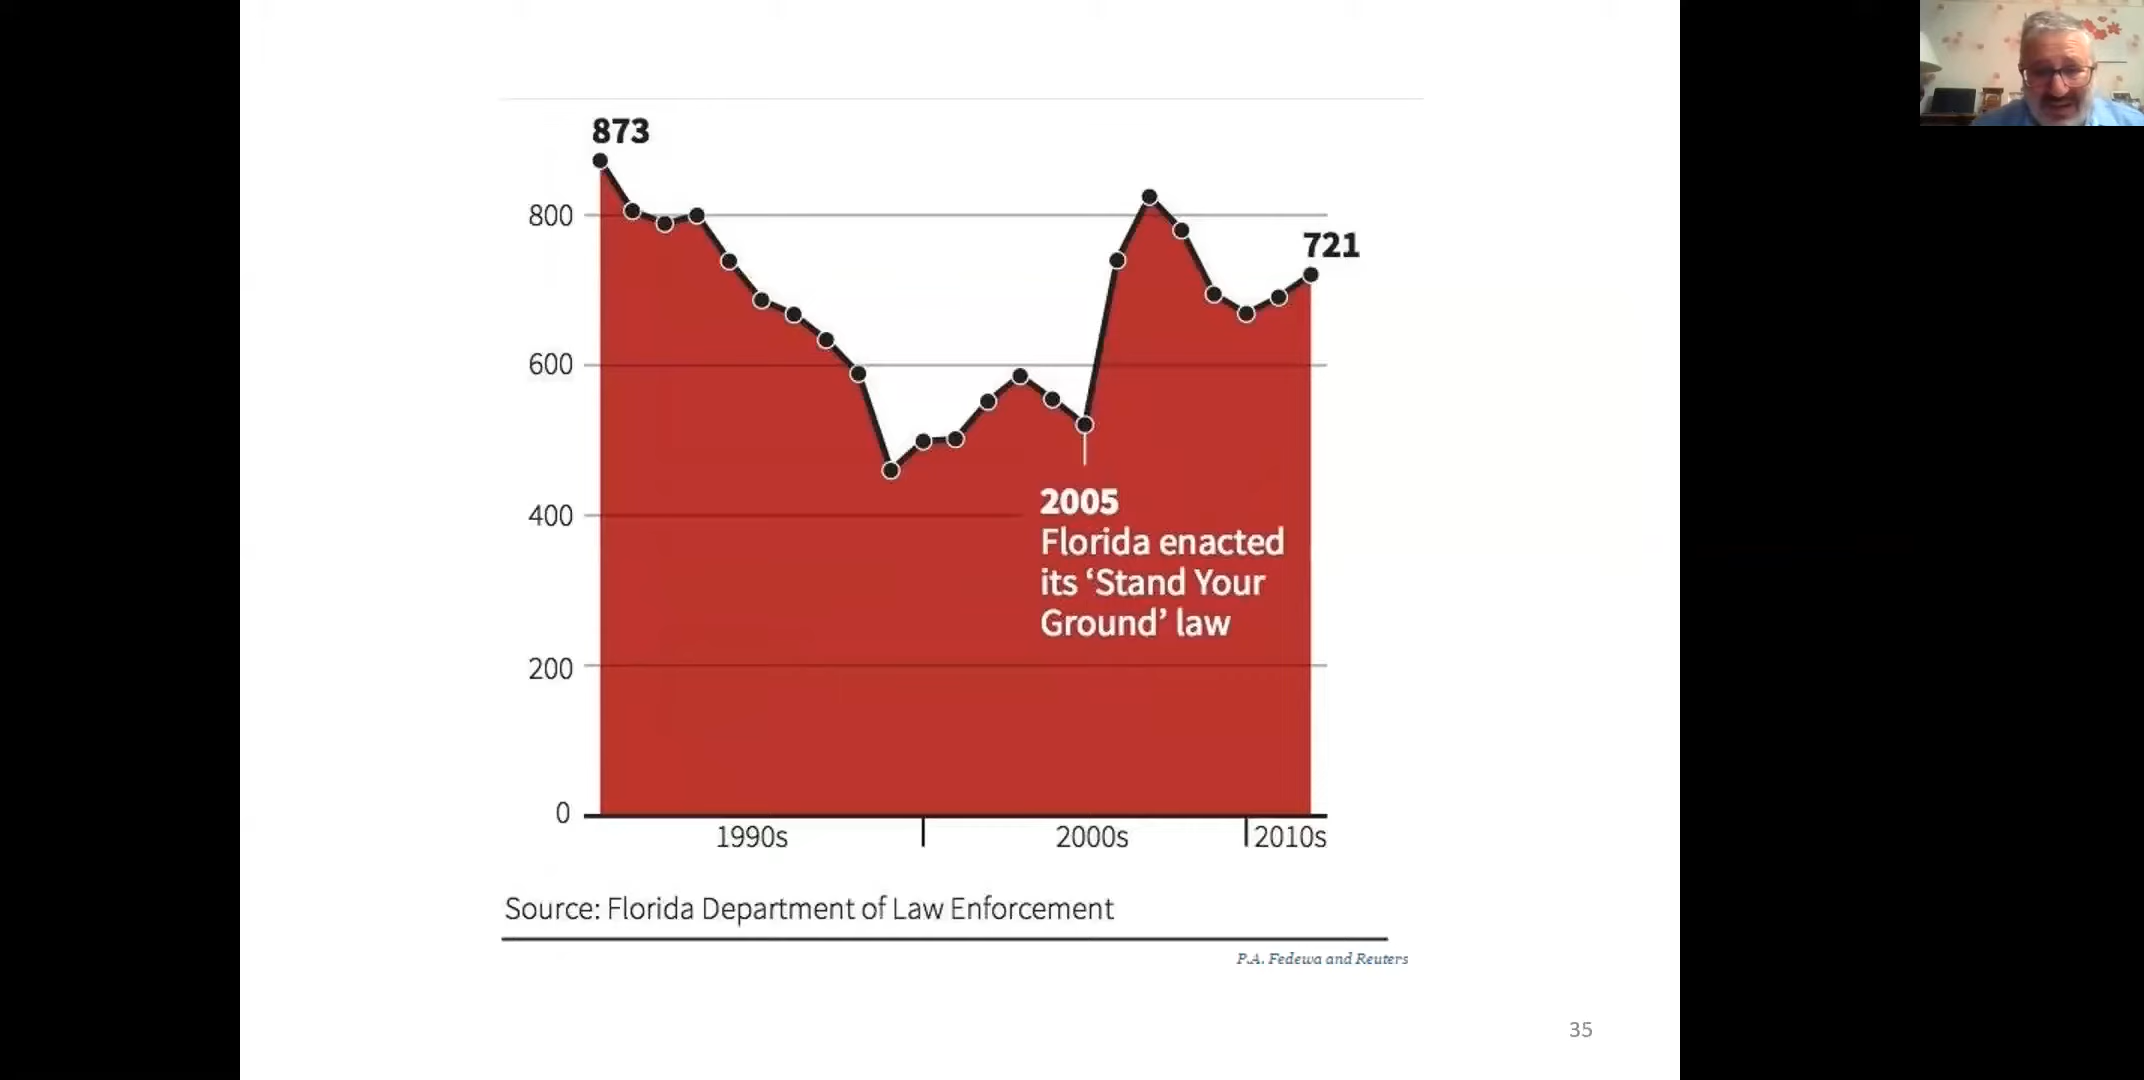 873
800
721
600
400
2005
Florida enacted
its ‘Stand Your
Ground’ law
200
0
1990s
2000s
2010s
Source: Florida Department of Law Enforcement
P.A. Fedewa and Reuters
35